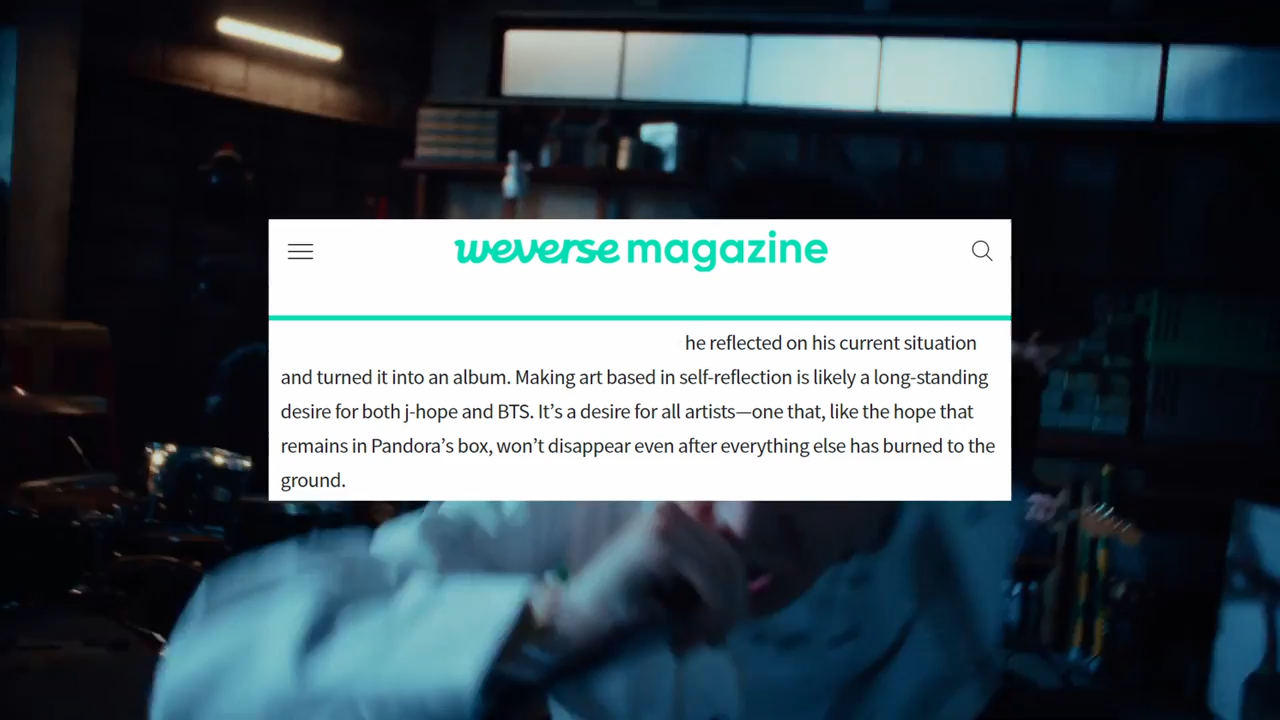 weverse magazine
he reflected on his current situation
and turned it into an album. Making art based in self-reflection is likely a long-standing
desire for both j-hope and BTS. It’s a desire for all artists—one that, like the hope that
remains in Pandora’s box, won’t disappear even after everything else has burned to the
ground.